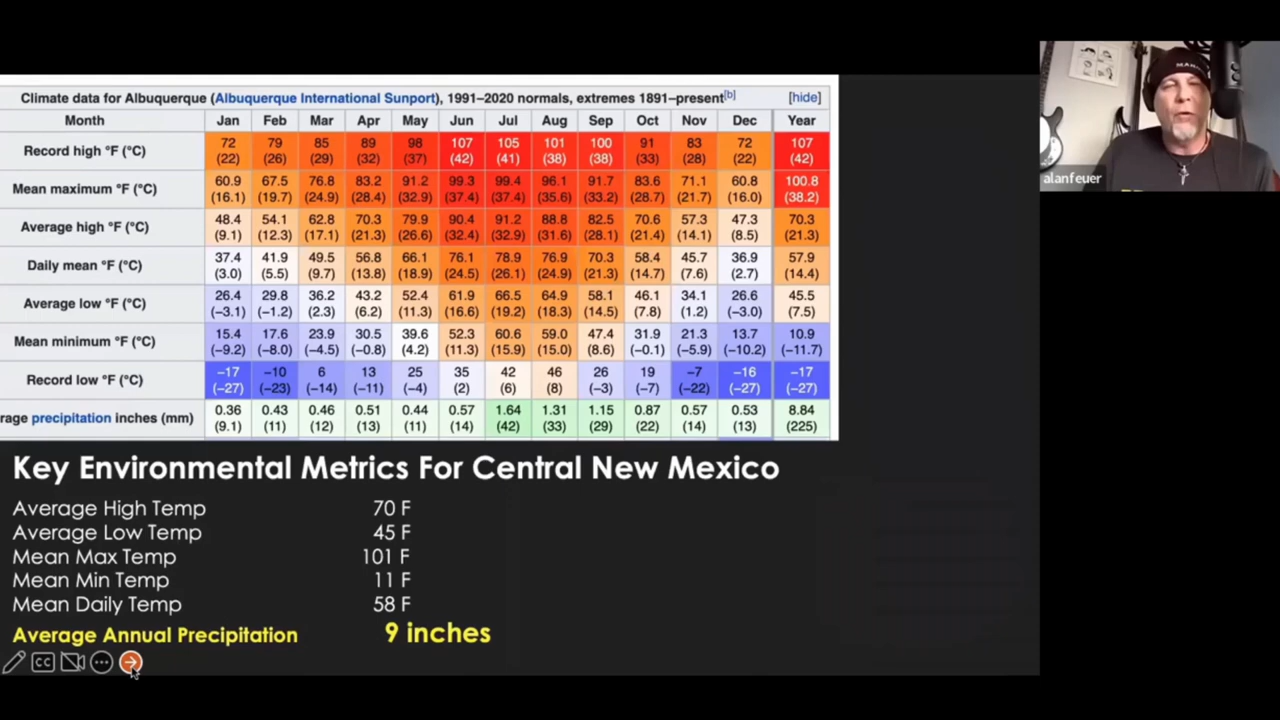 Climate data for Albuquerque (Albuquerque International Sunport), 1991–2020 normals, extremes 1891–present[b] [hide]
Month Jan Feb Mar Apr May Jun Jul Aug Sep Oct Nov Dec Year
Record high °F (°C) 72 (22) 79 (26) 85 (29) 89 (32) 98 (37) 107 (42) 105 (41) 101 (38) 100 (38) 91 (33) 83 (28) 72 (22) 107 (42)
Mean maximum °F (°C) 60.9 (16.1) 67.5 (19.7) 76.8 (24.9) 83.2 (28.4) 91.2 (32.9) 99.3 (37.4) 99.4 (37.4) 96.1 (35.6) 91.7 (33.2) 83.6 (28.7) 71.1 (21.7) 60.8 (16.0) 100.8 (38.2)
Average high °F (°C) 48.4 (9.1) 54.1 (12.3) 62.8 (17.1) 70.3 (21.3) 79.9 (26.6) 90.4 (32.4) 91.2 (32.9) 88.8 (31.6) 82.5 (28.1) 70.6 (21.4) 57.3 (14.1) 47.3 (8.5) 70.3 (21.3)
Daily mean °F (°C) 37.4 (3.0) 41.9 (5.5) 49.5 (9.7) 56.8 (13.8) 66.1 (18.9) 76.1 (24.5) 78.9 (26.1) 76.9 (24.9) 70.3 (21.3) 58.4 (14.7) 45.7 (7.6) 36.9 (2.7) 57.9 (14.4)
Average low °F (°C) 26.4 (−3.1) 29.8 (−1.2) 36.2 (2.3) 43.2 (6.2) 52.4 (11.3) 61.9 (16.6) 66.5 (19.2) 64.9 (18.3) 58.1 (14.5) 46.1 (7.8) 34.1 (1.2) 26.6 (−3.0) 45.5 (7.5)
Mean minimum °F (°C) 15.4 (−9.2) 17.6 (−8.0) 23.9 (−4.5) 30.5 (−0.8) 39.6 (4.2) 52.3 (11.3) 60.6 (15.9) 59.0 (15.0) 47.4 (8.6) 31.9 (−0.1) 21.3 (−5.9) 13.7 (−10.2) 10.9 (−11.7)
Record low °F (°C) −17 (−27) −10 (−23) 6 (−14) 13 (−11) 25 (−4) 35 (2) 42 (6) 46 (8) 26 (−3) 19 (−7) −7 (−22) −16 (−27) −17 (−27)
rage precipitation inches (mm) 0.36 (9.1) 0.43 (11) 0.46 (12) 0.51 (13) 0.44 (11) 0.57 (14) 1.64 (42) 1.31 (33) 1.15 (29) 0.87 (22) 0.57 (14) 0.53 (13) 8.84 (225)
Key Environmental Metrics For Central New Mexico
Average High Temp 70 F
Average Low Temp 45 F
Mean Max Temp 101 F
Mean Min Temp 11 F
Mean Daily Temp 58 F
Average Annual Precipitation 9 inches
CC
alanfeuer